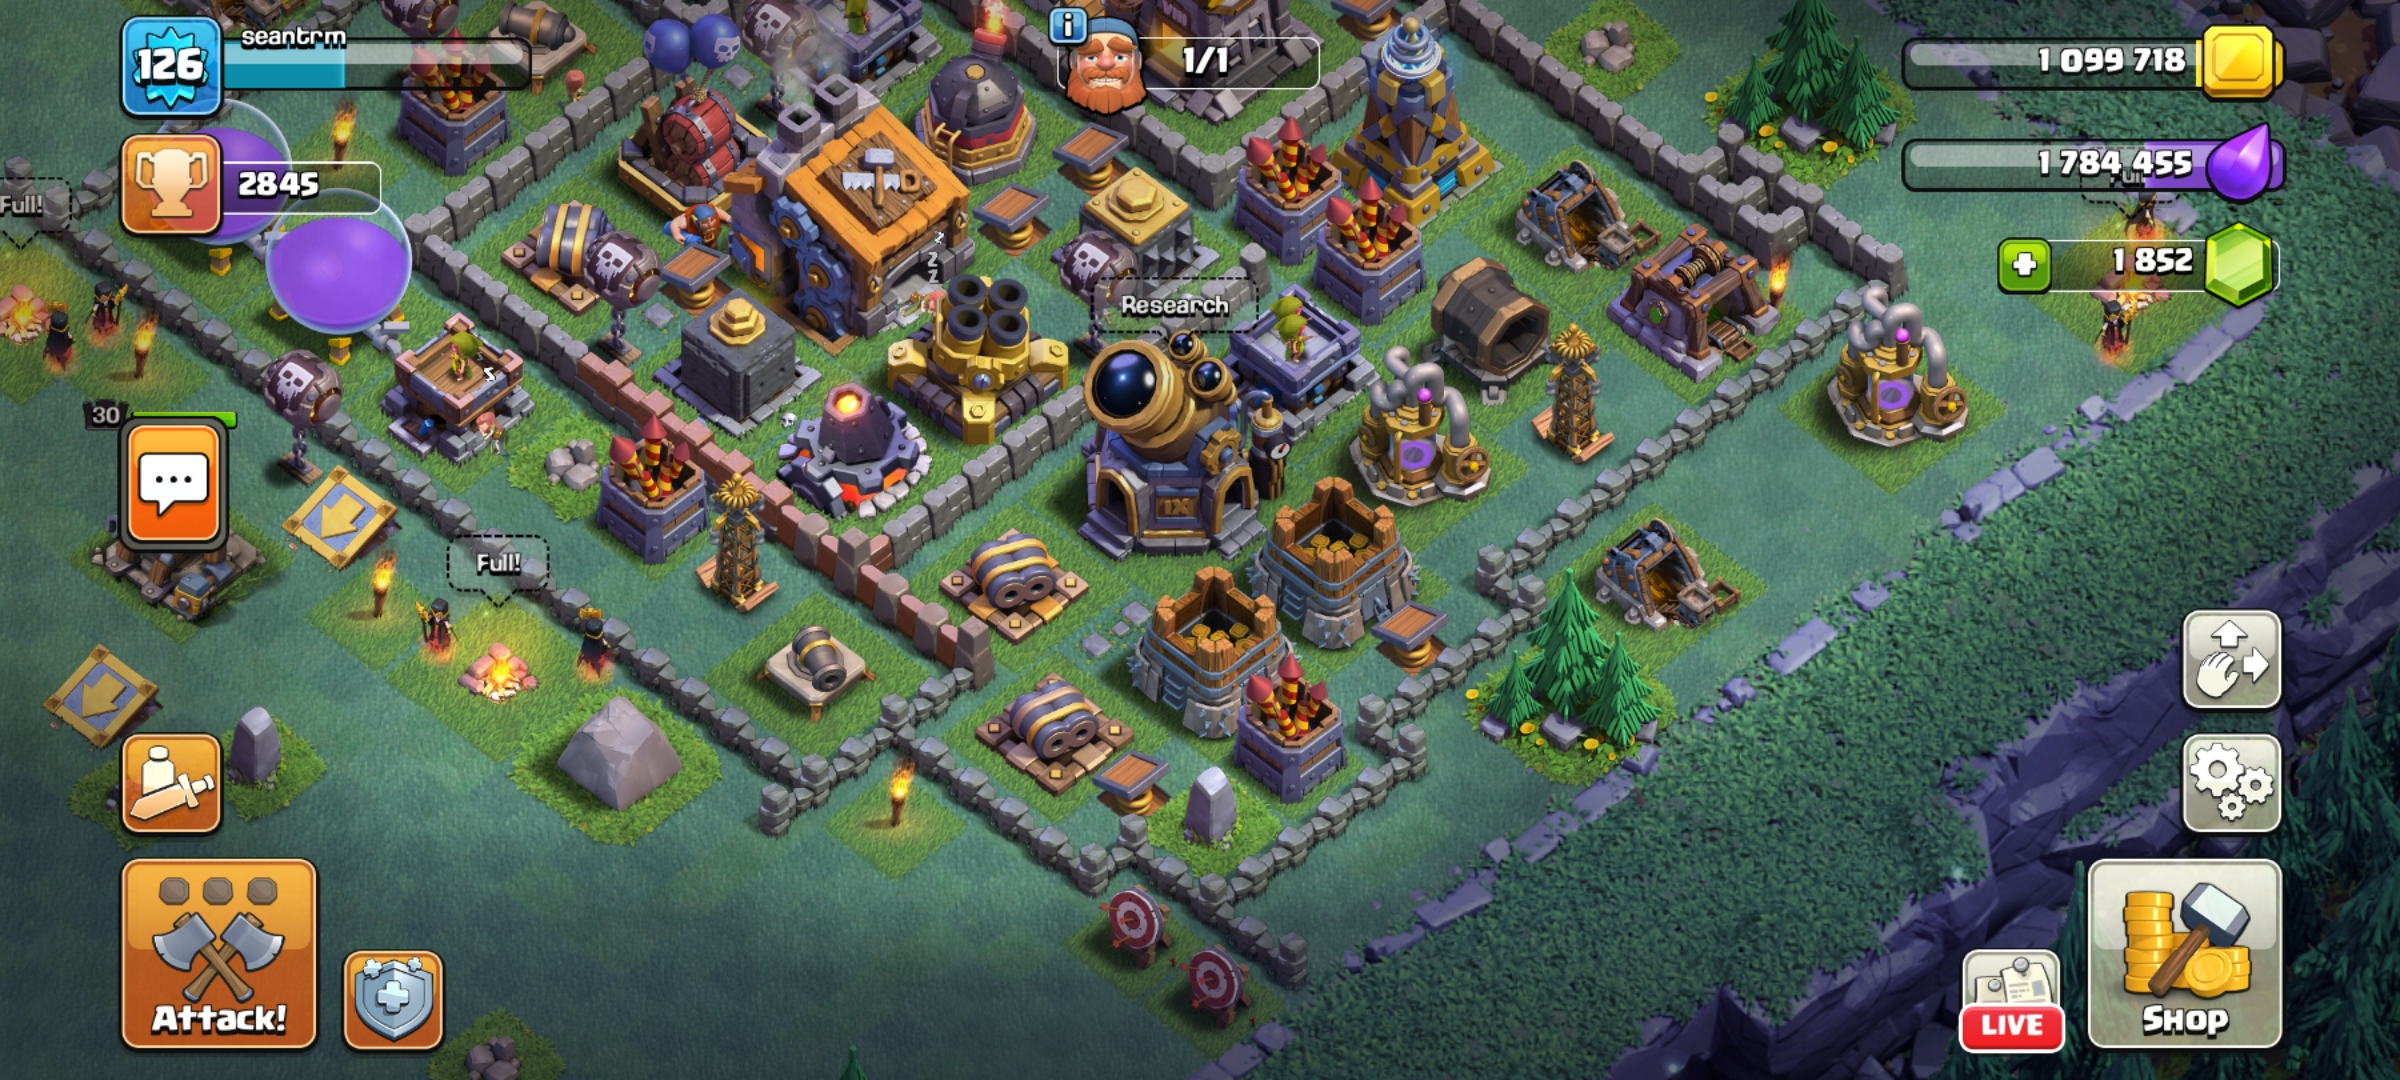 126
seantrm
1/1
1 099 718
2845
1 784 455
Full!
Full!
1 852
Research
z
z
z
30
Full!
IX
Attack!
LIVE
Shop